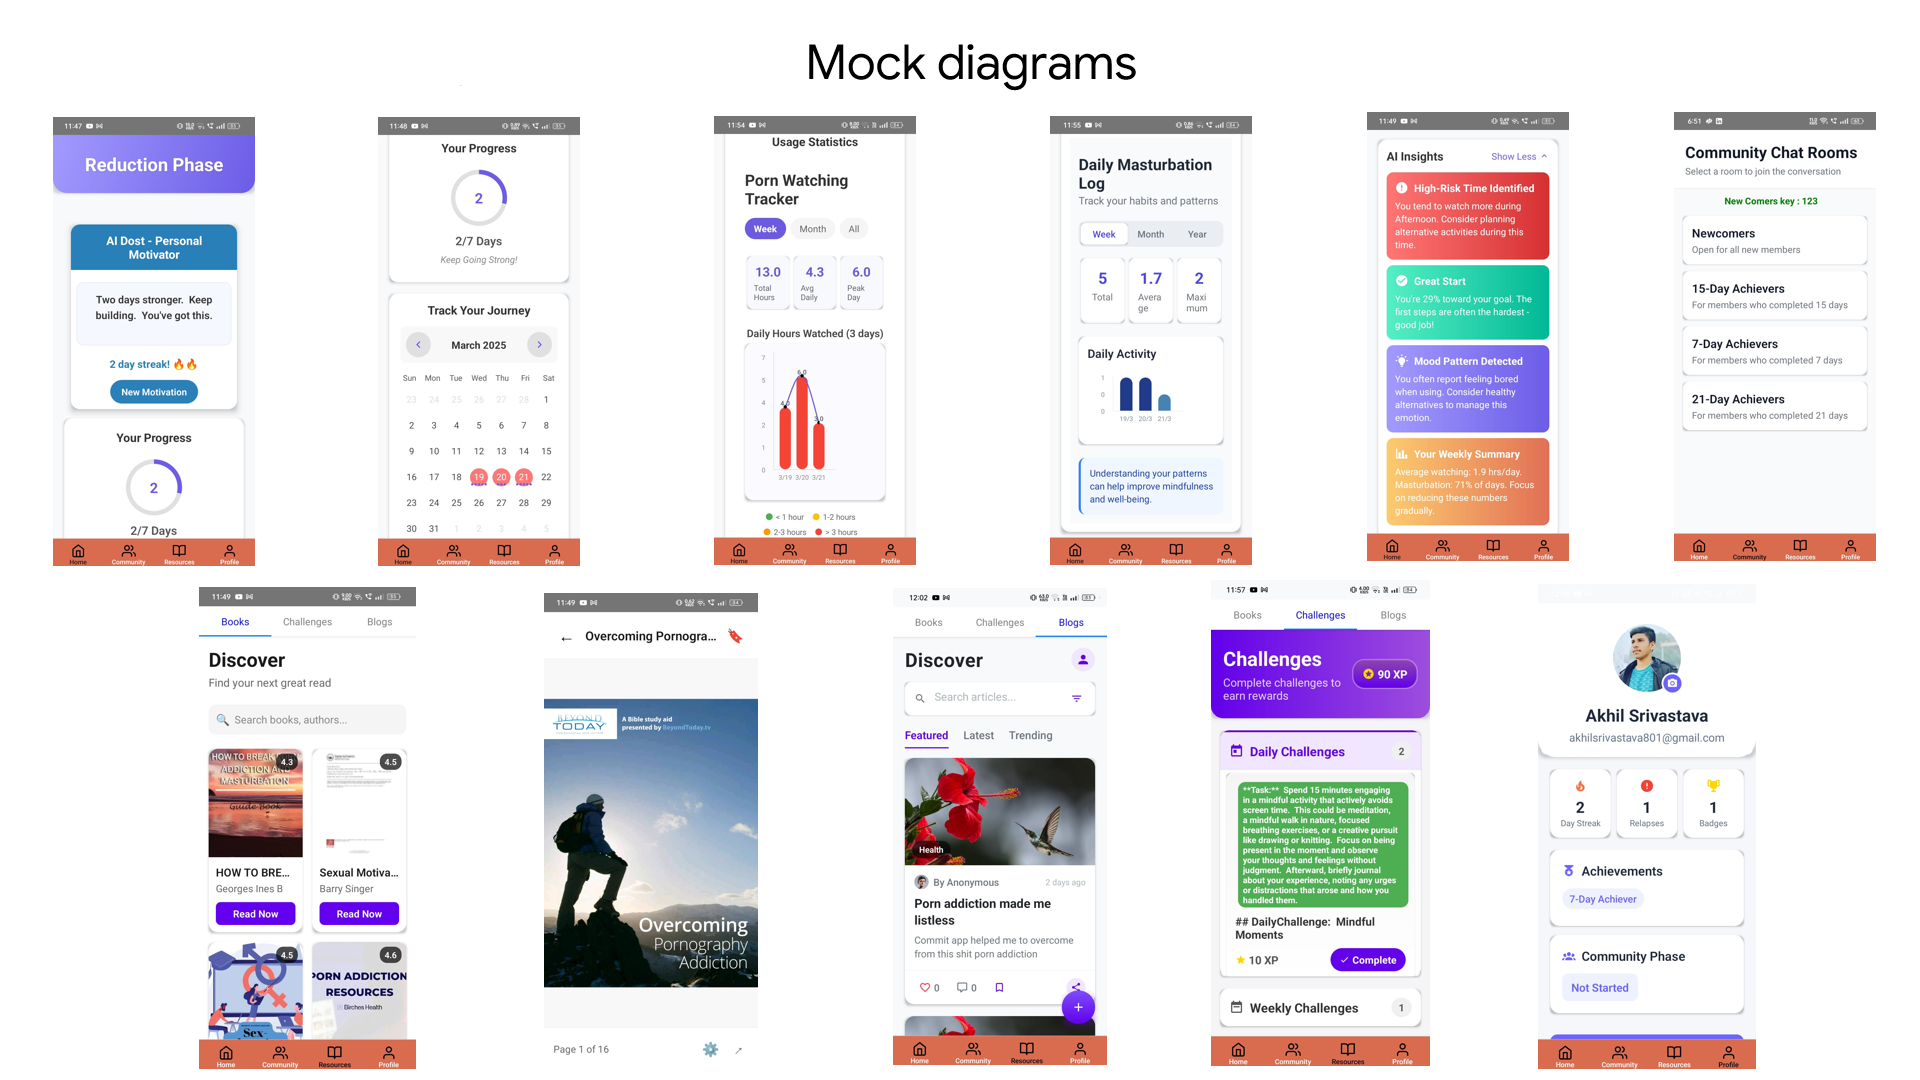 Mock diagrams
11:47
Reduction Phase
AI Dost - Personal
Motivator
Two days stronger. Keep
building. You've got this.
2 day streak! 🔥🔥
New Motivation
Your Progress
2
2/7 Days
Home Community Resources Profile
11:48
Your Progress
2
2/7 Days
Keep Going Strong!
Track Your Journey
March 2025
Sun Mon Tue Wed Thu Fri Sat
23 24 25 26 27 28 1
2 3 4 5 6 7 8
9 10 11 12 13 14 15
16 17 18 19 20 21 22
23 24 25 26 27 28 29
30 31 1 2 3 4 5
Home Community Resources Profile
11:54
Usage Statistics
Porn Watching
Tracker
Week Month All
13.0 4.3 6.0
Total Avg Peak
Hours Daily Day
Daily Hours Watched (3 days)
7
5
4
2
1
0
6.0
3/19 3/20 3/21
< 1 hour 1-2 hours
2-3 hours > 3 hours
Home Community Resources Profile
11:55
Daily Masturbation
Log
Track your habits and patterns
Week Month Year
5 1.7 2
Total Avera Maxi
ge mum
Daily Activity
1
0
0
19/3 20/3 21/3
Understanding your patterns
can help improve mindfulness
and well-being.
Home Community Resources Profile
11:49
AI Insights Show Less
High-Risk Time Identified
You tend to watch more during
Afternoon. Consider planning
alternative activities during this
time.
Great Start
You're 29% toward your goal. The
first steps are often the hardest -
good job!
Mood Pattern Detected
You often report feeling bored
when using. Consider healthy
alternatives to manage this
emotion.
Your Weekly Summary
Average watching: 1.9 hrs/day.
Masturbation: 71% of days. Focus
on reducing these numbers
gradually.
Home Community Resources Profile
6:51
Community Chat Rooms
Select a room to join the conversation
New Comers key : 123
Newcomers
Open for all new members
15-Day Achievers
For members who completed 15 days
7-Day Achievers
For members who completed 7 days
21-Day Achievers
For members who completed 21 days
Home Community Resources Profile
11:49
Books Challenges Blogs
Discover
Find your next great read
Search books, authors...
HOW TO BREAK
4.3
ADDICTION AND
MASTURBATION
Guide Book
4.5
HOW TO BRE... Sexual Motiva...
Georges Ines B Barry Singer
Read Now Read Now
4.5 4.6
PORN ADDICTION
RESOURCES
Birches Health
Sex-
Home Community Resources Profile
11:49
Overcoming Pornogra...
BEYOND
TODAY
A Bible study aid
presented by BeyondToday.tv
Overcoming
Pornography
Addiction
Page 1 of 16
12:02
Books Challenges Blogs
Discover
Search articles...
Featured Latest Trending
Health
By Anonymous 2 days ago
Porn addiction made me
listless
Commit app helped me to overcome
from this shit porn addiction
0 0
+
Home Community Resources Profile
11:57
Books Challenges Blogs
Challenges
Complete challenges to
earn rewards
90 XP
Daily Challenges 2
**Task:** Spend 15 minutes engaging
in a mindful activity that actively avoids
screen time. This could be meditation,
a mindful walk in nature, focused
breathing exercises, or a creative pursuit
like drawing or knitting. Focus on being
present in the moment and observe
your thoughts and feelings without
judgment. Afterward, briefly journal
about your experience, noting any urges
or distractions that arose and how you
handled them.
## DailyChallenge: Mindful
Moments
10 XP Complete
Weekly Challenges 1
Home Community Resources Profile
Akhil Srivastava
akhilsrivastava801@gmail.com
2 1 1
Day Streak Relapses Badges
Achievements
7-Day Achiever
Community Phase
Not Started
Home Community Resources Profile